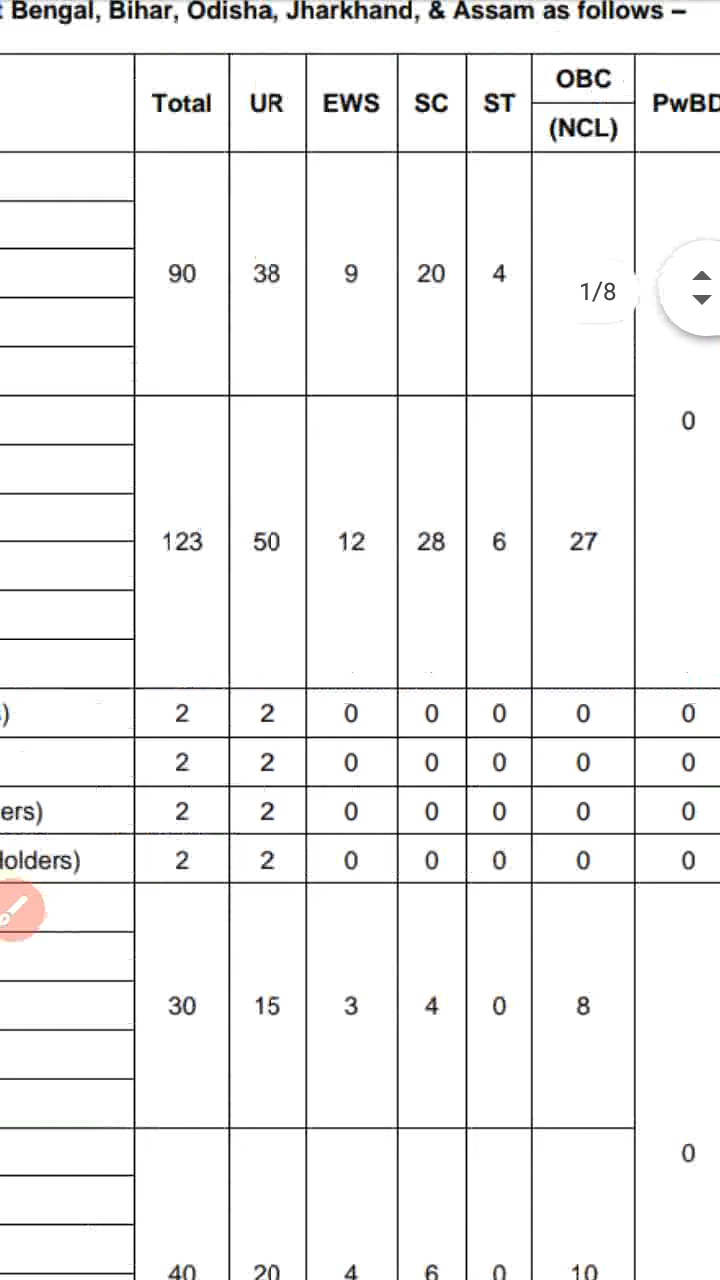 Bengal, Bihar, Odisha, Jharkhand, & Assam as follows –
Total UR EWS SC ST OBC (NCL) PwBD
90 38 9 20 4
1/8
0
123 50 12 28 6 27
) 2 2 0 0 0 0 0
2 2 0 0 0 0 0
ers) 2 2 0 0 0 0 0
Holders) 2 2 0 0 0 0 0
30 15 3 4 0 8
0
40 20 4 6 0 10